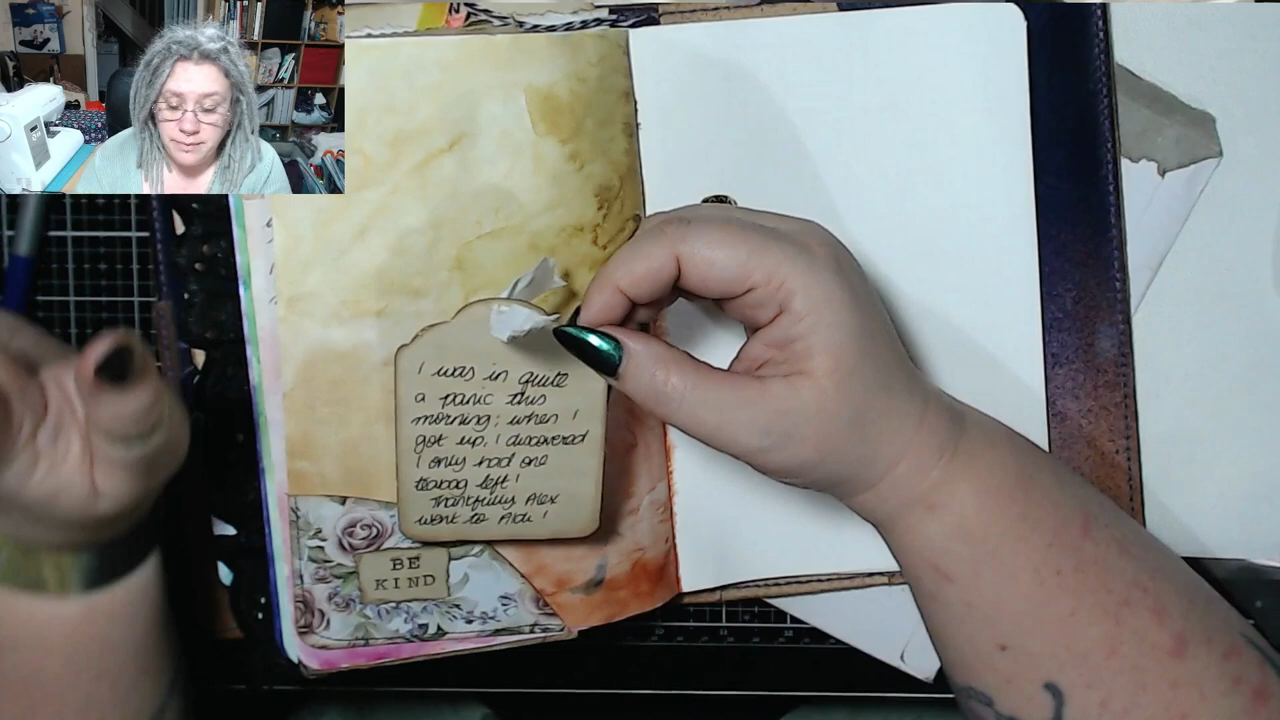 I was in quite
a panic this
morning; when I
got up, I discovered
I only had one
teabag left!
Thankfully Alex
went to Aldi!
BE
KIND